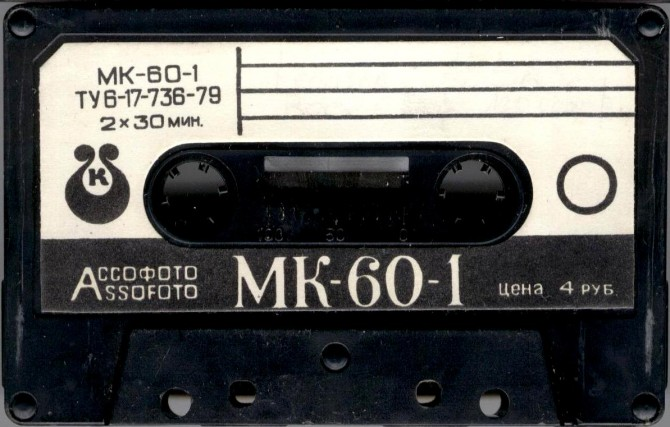 МК-60-1
ТУ6-17-736-79
2×30 мин.
К
Ассофото
Assofoto
МК-60-1
цена 4 руб.
100 50 0